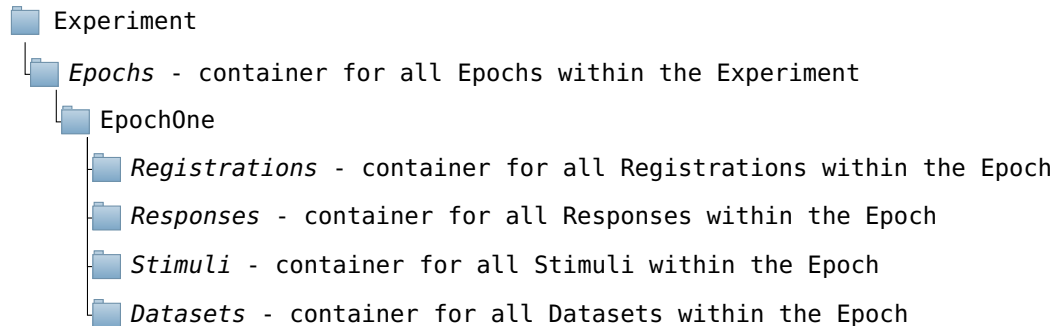 Experiment
Epochs - container for all Epochs within the Experiment
EpochOne
Registrations - container for all Registrations within the Epoch
Responses - container for all Responses within the Epoch
Stimuli - container for all Stimuli within the Epoch
Datasets - container for all Datasets within the Epoch